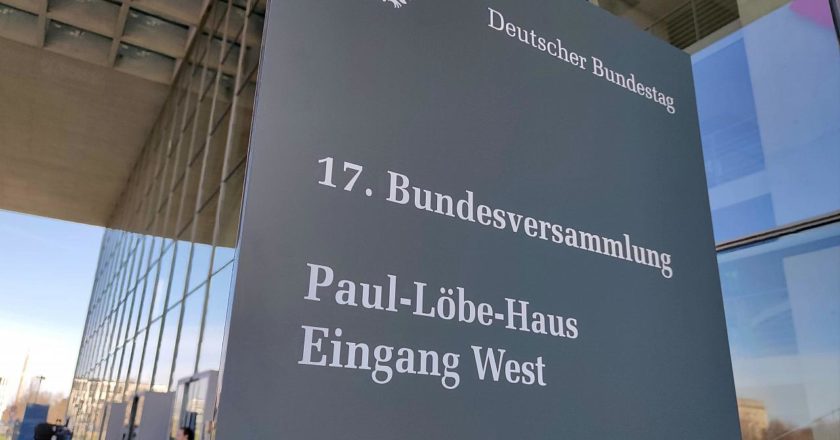 Deutscher Bundestag
17. Bundesversammlung
Paul-Löbe-Haus
Eingang West